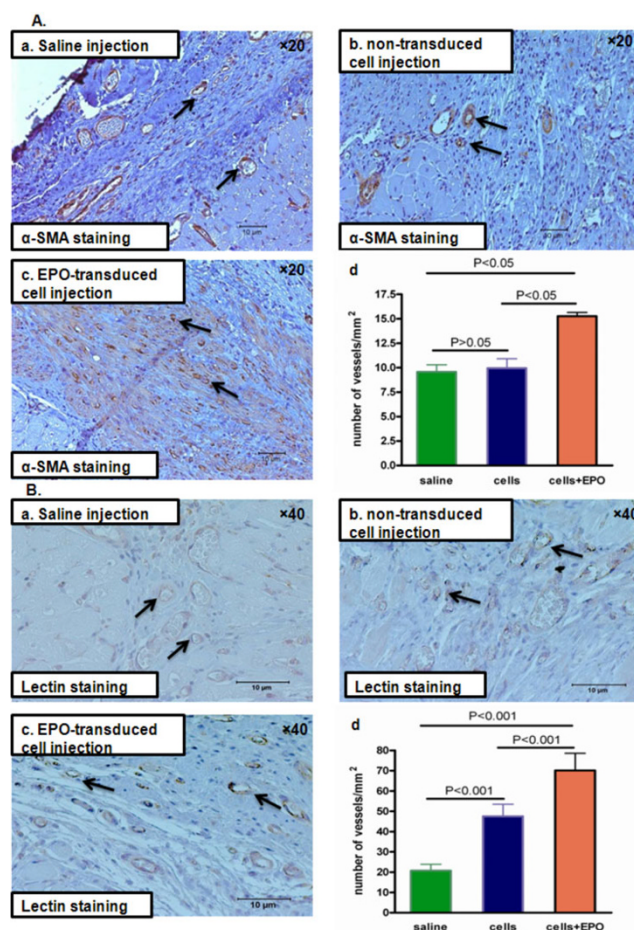 A.
a. Saline injection
×20
10 µm
α-SMA staining
b. non-transduced
cell injection
×20
α-SMA staining
c. EPO-transduced
cell injection
×20
α-SMA staining
d
P<0.05
P<0.05
P>0.05
number of vessels/mm²
17.5
15.0
12.5
10.0
7.5
5.0
2.5
0.0
saline
cells
cells+EPO
B.
a. Saline injection
×40
10 µm
Lectin staining
b. non-transduced
cell injection
×40
10 µm
Lectin staining
c. EPO-transduced
cell injection
×40
10 µm
Lectin staining
d
P<0.001
P<0.001
P<0.001
number of vessels/mm²
80
70
60
50
40
30
20
10
0
saline
cells
cells+EPO